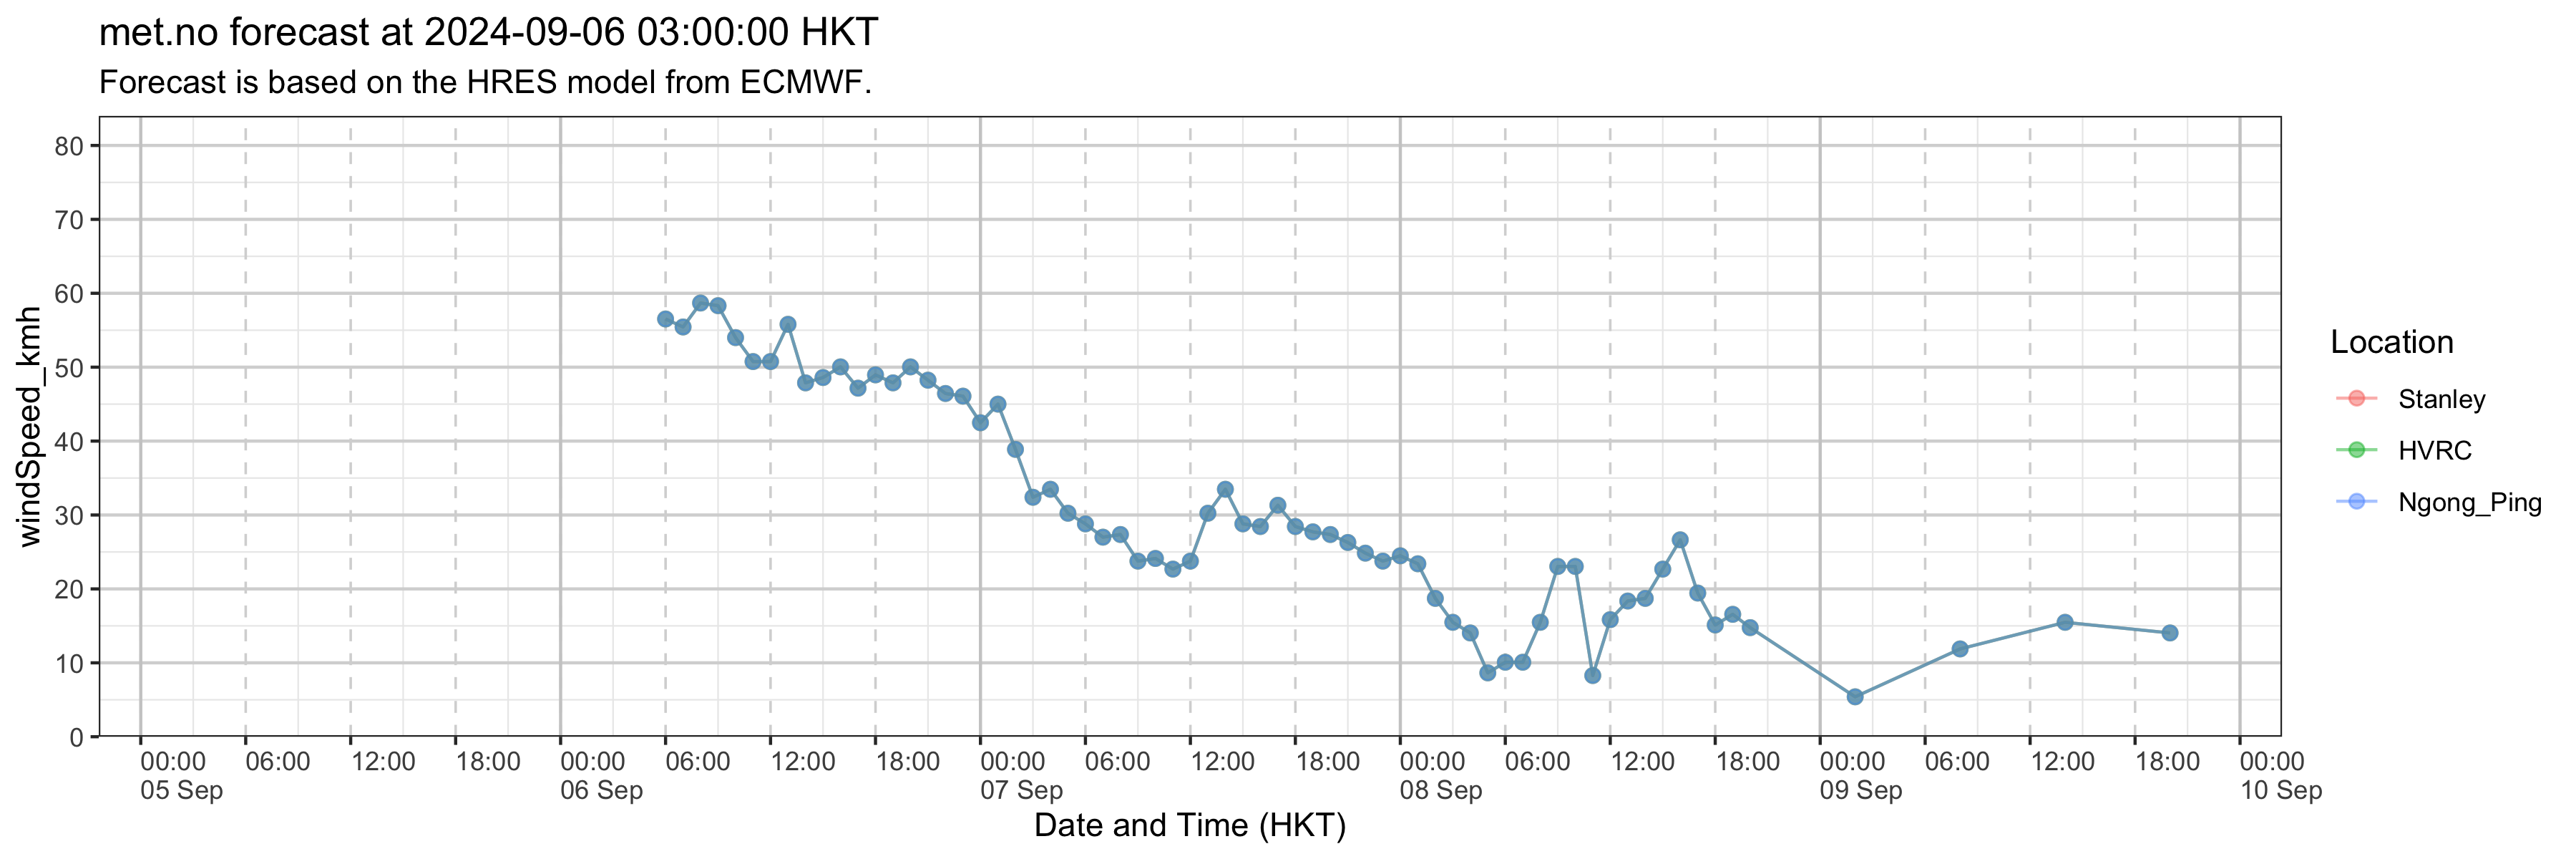 met.no forecast at 2024-09-06 03:00:00 HKT
Forecast is based on the HRES model from ECMWF.
windSpeed_kmh
80
70
60
50
40
30
20
10
0
00:00 06:00 12:00 18:00 00:00 06:00 12:00 18:00 00:00 06:00 12:00 18:00 00:00 06:00 12:00 18:00 00:00 06:00 12:00 18:00 00:00
05 Sep 06 Sep 07 Sep 08 Sep 09 Sep 10 Sep
Date and Time (HKT)
Location
Stanley
HVRC
Ngong_Ping